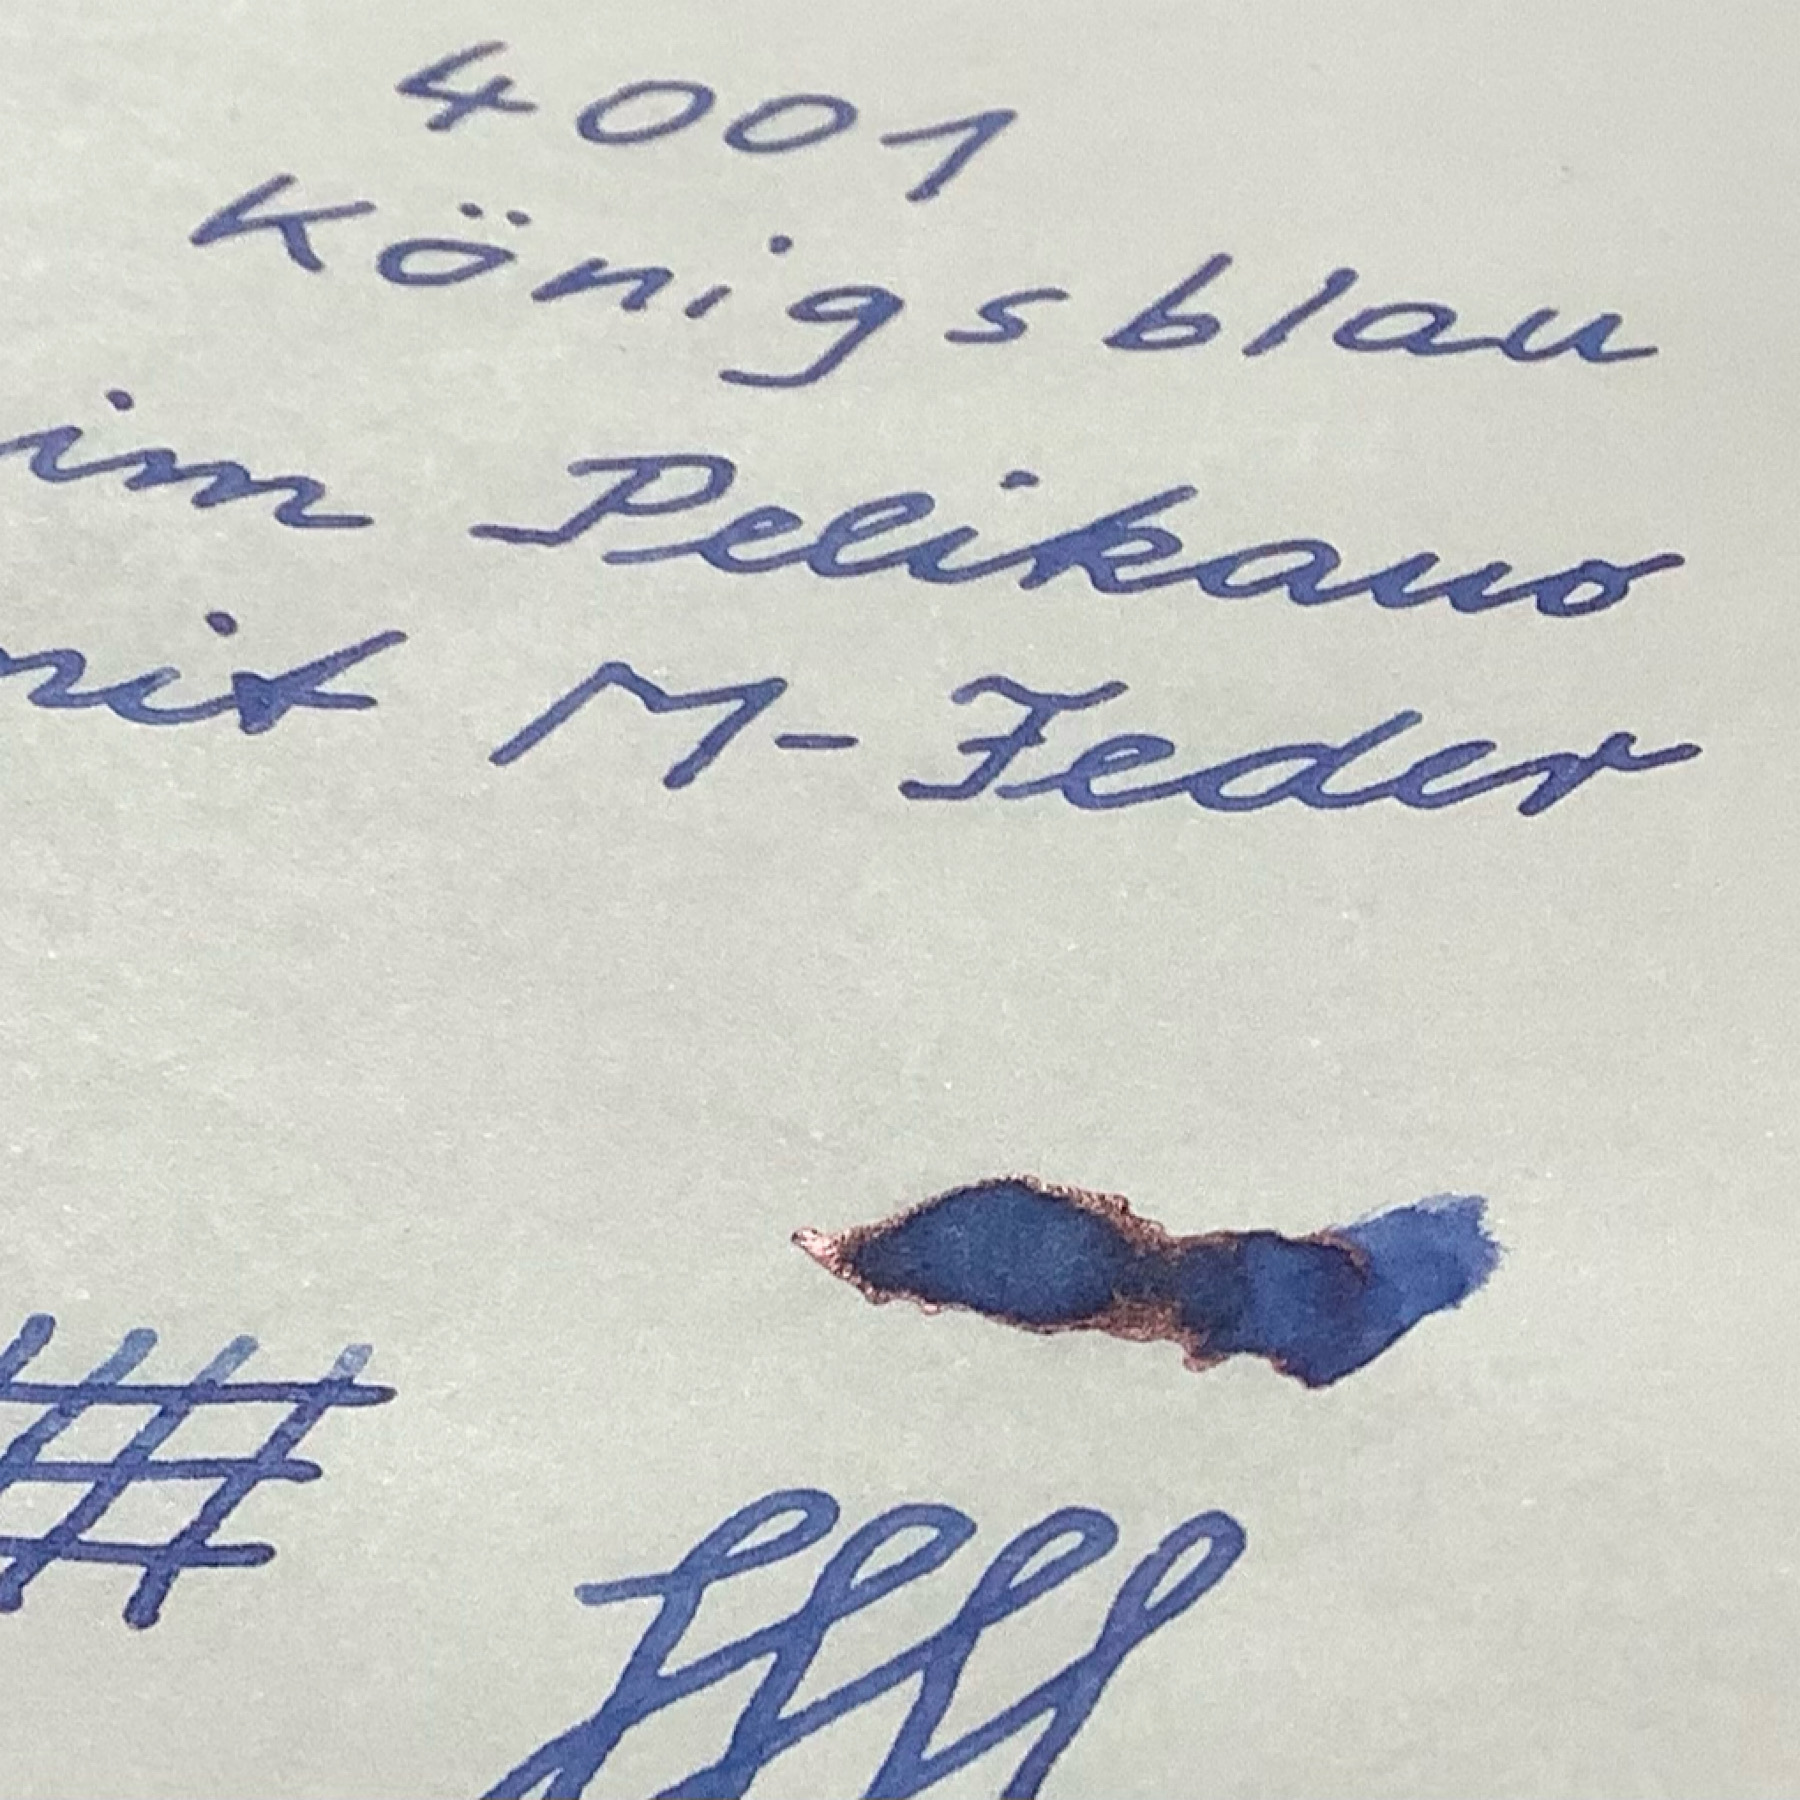 4001
Königsblau
im Pelikano
mit M-Feder